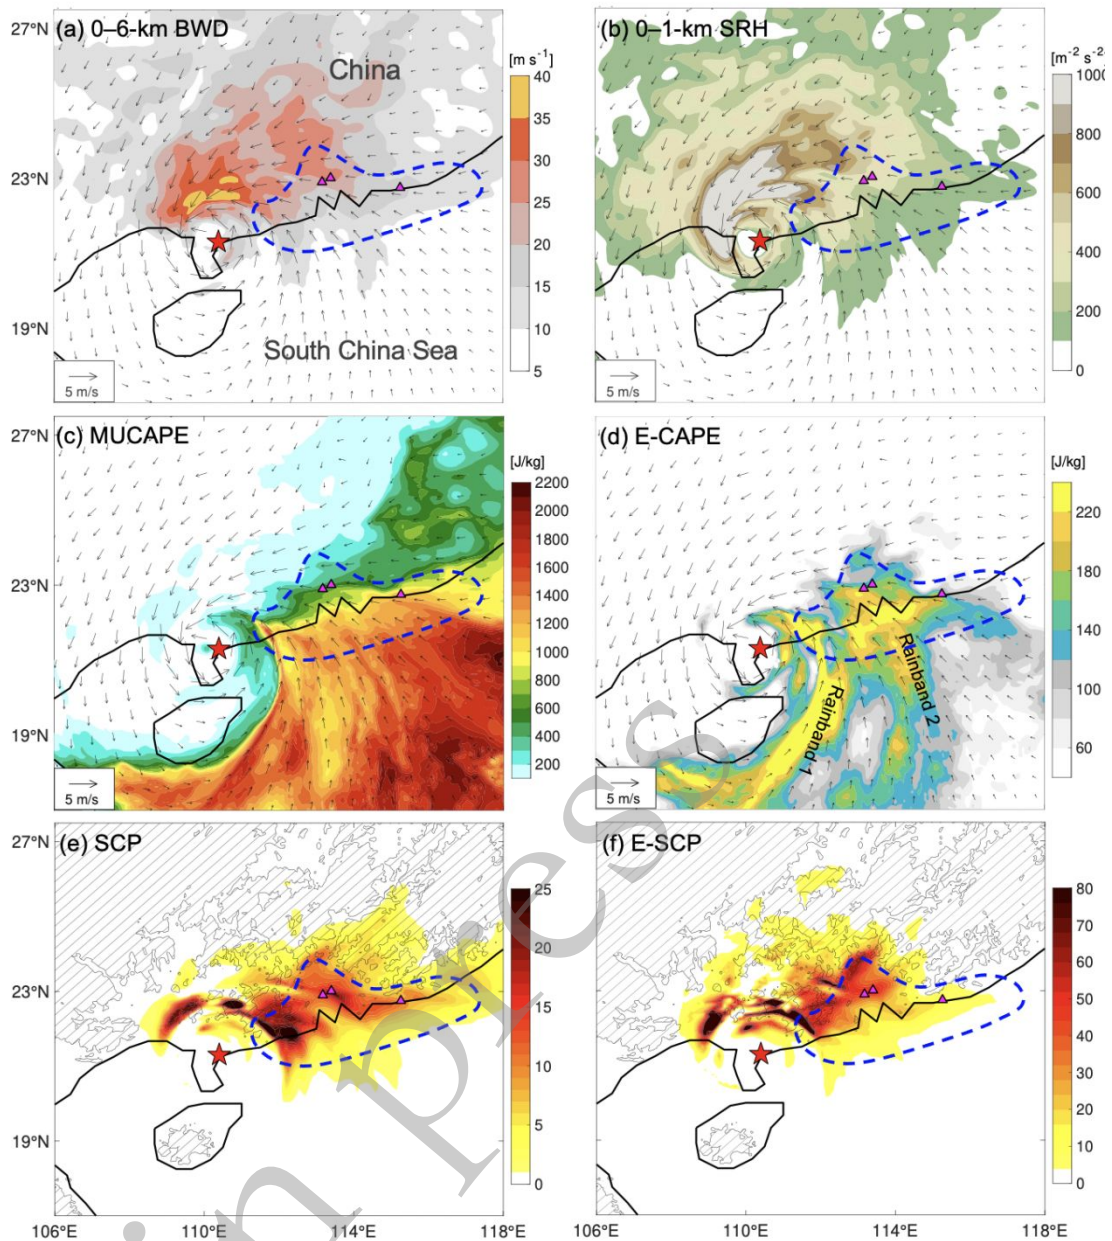 (a) 0–6-km BWD
(b) 0–1-km SRH
27°N
23°N
19°N
China
South China Sea
5 m/s
[m s⁻¹]
40
35
30
25
20
15
10
5
5 m/s
[m⁻² s⁻²]
1000
800
600
400
200
0
(c) MUCAPE
27°N
23°N
19°N
5 m/s
[J/kg]
2200
2000
1800
1600
1400
1200
1000
800
600
400
200
(d) E-CAPE
Rainband 1
Rainband 2
5 m/s
[J/kg]
220
180
140
100
60
(e) SCP
27°N
23°N
19°N
106°E
110°E
114°E
118°E
25
20
15
10
5
0
(f) E-SCP
106°E
110°E
114°E
118°E
80
70
60
50
40
30
20
10
0
in press